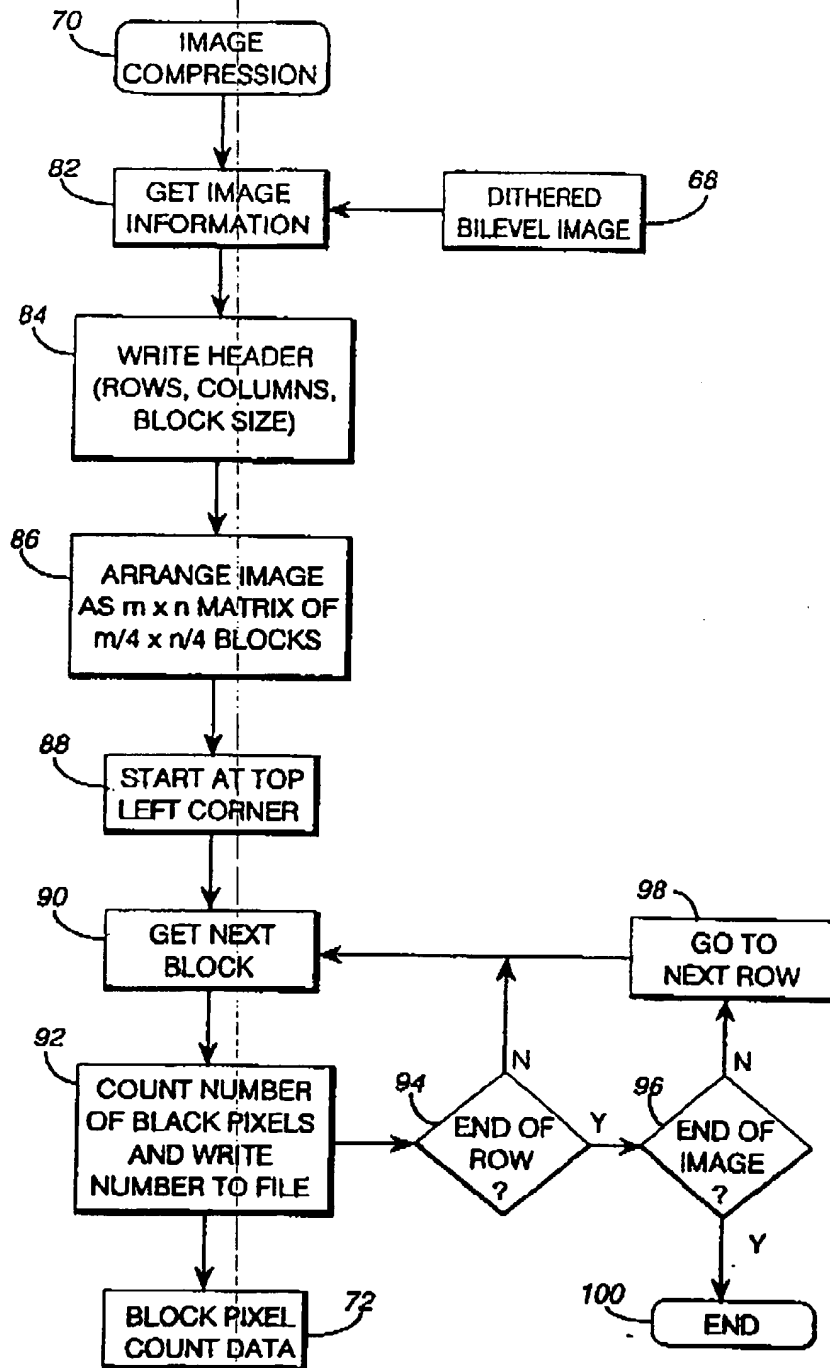 70
IMAGE
COMPRESSION
82
GET IMAGE
INFORMATION
DITHERED
BILEVEL IMAGE
68
84
WRITE HEADER
(ROWS, COLUMNS,
BLOCK SIZE)
86
ARRANGE IMAGE
AS m x n MATRIX OF
m/4 x n/4 BLOCKS
88
START AT TOP
LEFT CORNER
90
GET NEXT
BLOCK
98
GO TO
NEXT ROW
92
COUNT NUMBER
OF BLACK PIXELS
AND WRITE
NUMBER TO FILE
94
N
END OF
ROW
?
Y
96
N
END OF
IMAGE
?
Y
BLOCK PIXEL
COUNT DATA
72
100
END